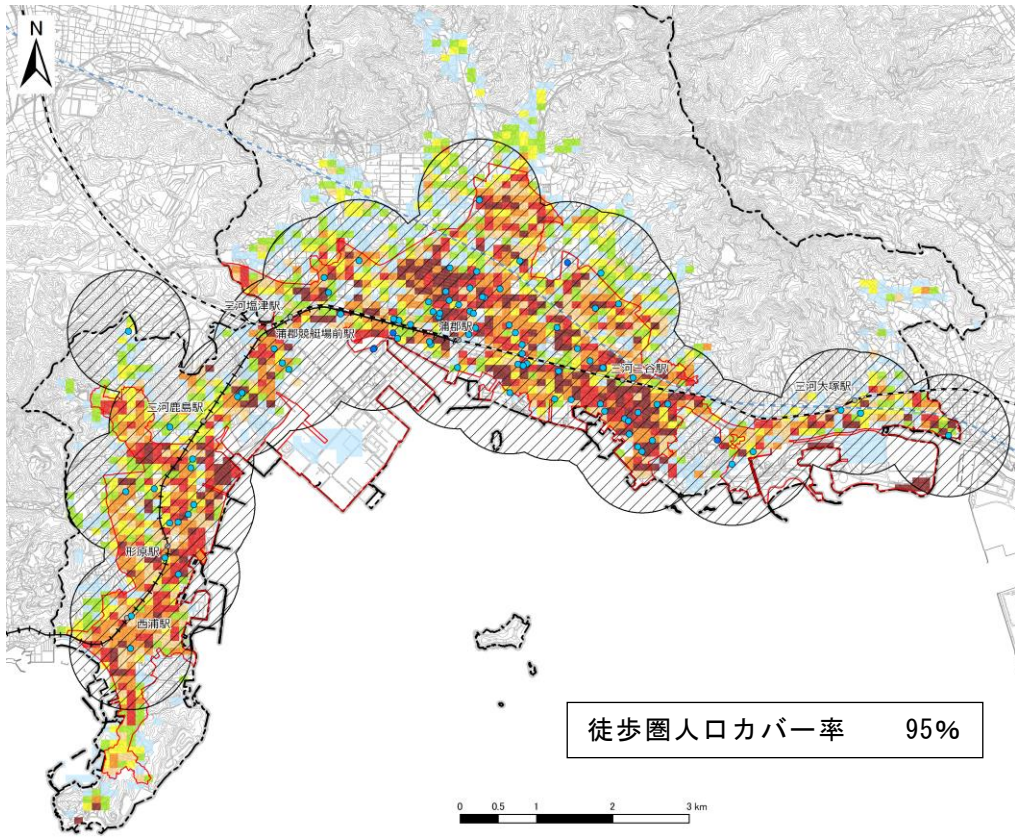 N
三河塩津駅
蒲郡競艇場前駅
蒲郡駅
三河三谷駅
三河大塚駅
三河鹿島駅
形原駅
西浦駅
徒歩圏人口カバー率 95%
0 0.5 1 2 3 km